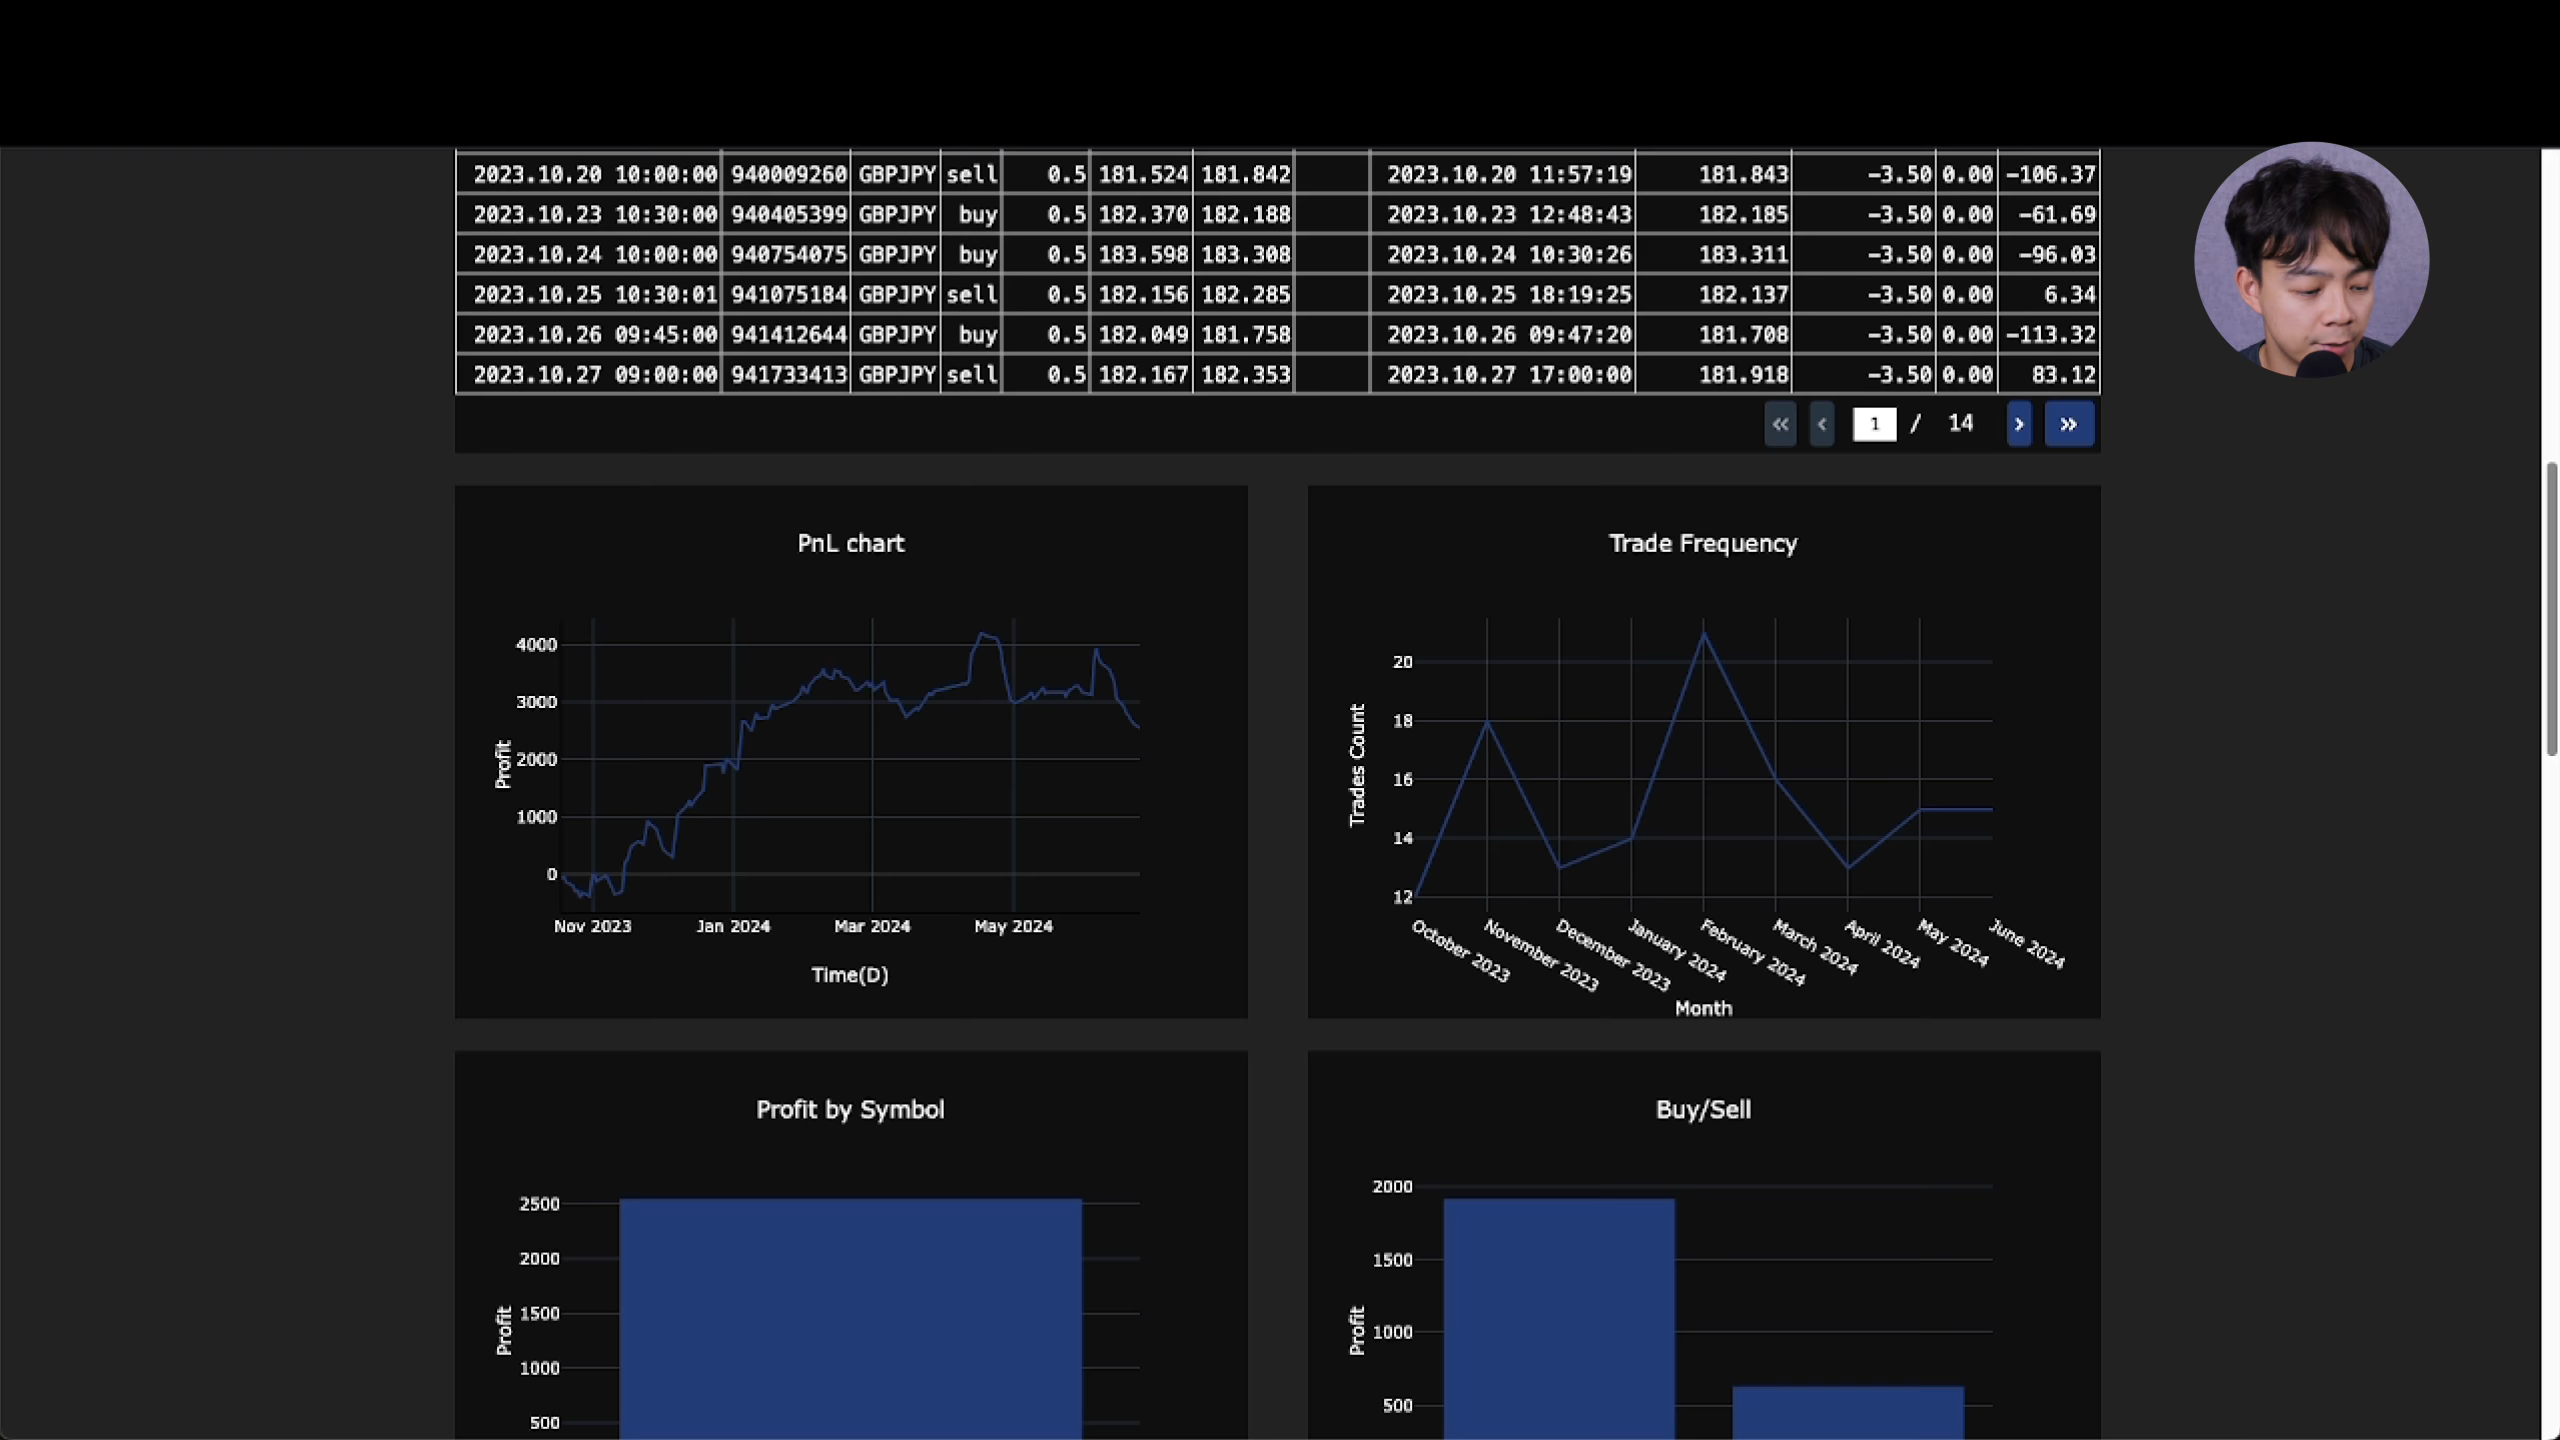 2023.10.20 10:00:00 940009260 GBPJPY sell 0.5 181.524 181.842 2023.10.20 11:57:19 181.843 -3.50 0.00 -106.37
2023.10.23 10:30:00 940405399 GBPJPY buy 0.5 182.370 182.188 2023.10.23 12:48:43 182.185 -3.50 0.00 -61.69
2023.10.24 10:00:00 940754075 GBPJPY buy 0.5 183.598 183.308 2023.10.24 10:30:26 183.311 -3.50 0.00 -96.03
2023.10.25 10:30:01 941075184 GBPJPY sell 0.5 182.156 182.285 2023.10.25 18:19:25 182.137 -3.50 0.00 6.34
2023.10.26 09:45:00 941412644 GBPJPY buy 0.5 182.049 181.758 2023.10.26 09:47:20 181.708 -3.50 0.00 -113.32
2023.10.27 09:00:00 941733413 GBPJPY sell 0.5 182.167 182.353 2023.10.27 17:00:00 181.918 -3.50 0.00 83.12
« ‹ 1 / 14 › »
PnL chart
4000
3000
2000
1000
0
Profit
Nov 2023 Jan 2024 Mar 2024 May 2024
Time(D)
Trade Frequency
20
18
16
14
12
Trades Count
October 2023
November 2023
December 2023
January 2024
February 2024
March 2024
April 2024
May 2024
June 2024
Month
Profit by Symbol
2500
2000
1500
1000
500
Profit
Buy/Sell
2000
1500
1000
500
Profit